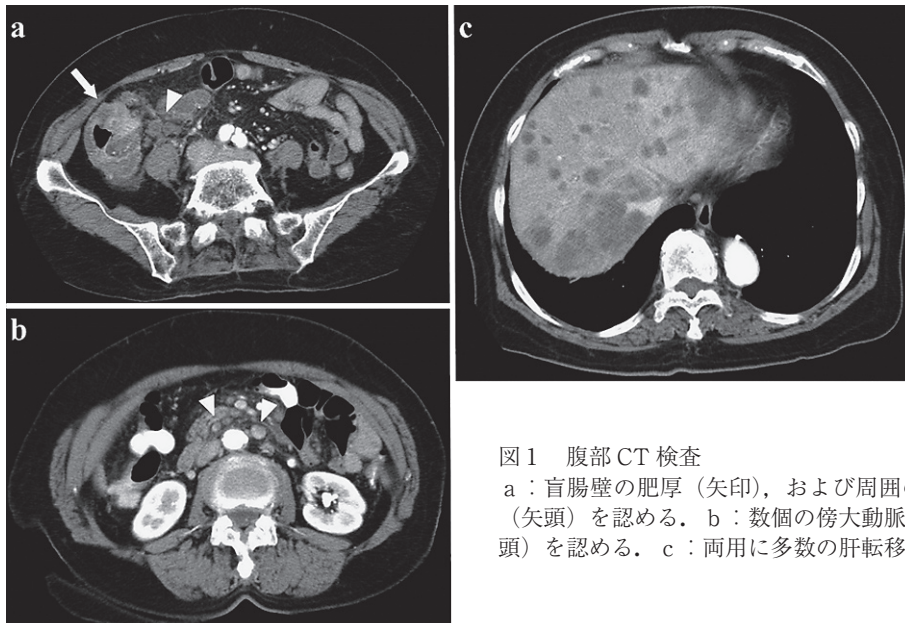 a
b
c
図1 腹部 CT 検査
a：盲腸壁の肥厚（矢印），および周囲
（矢頭）を認める．b：数個の傍大動脈
頭）を認める．c：両用に多数の肝転移